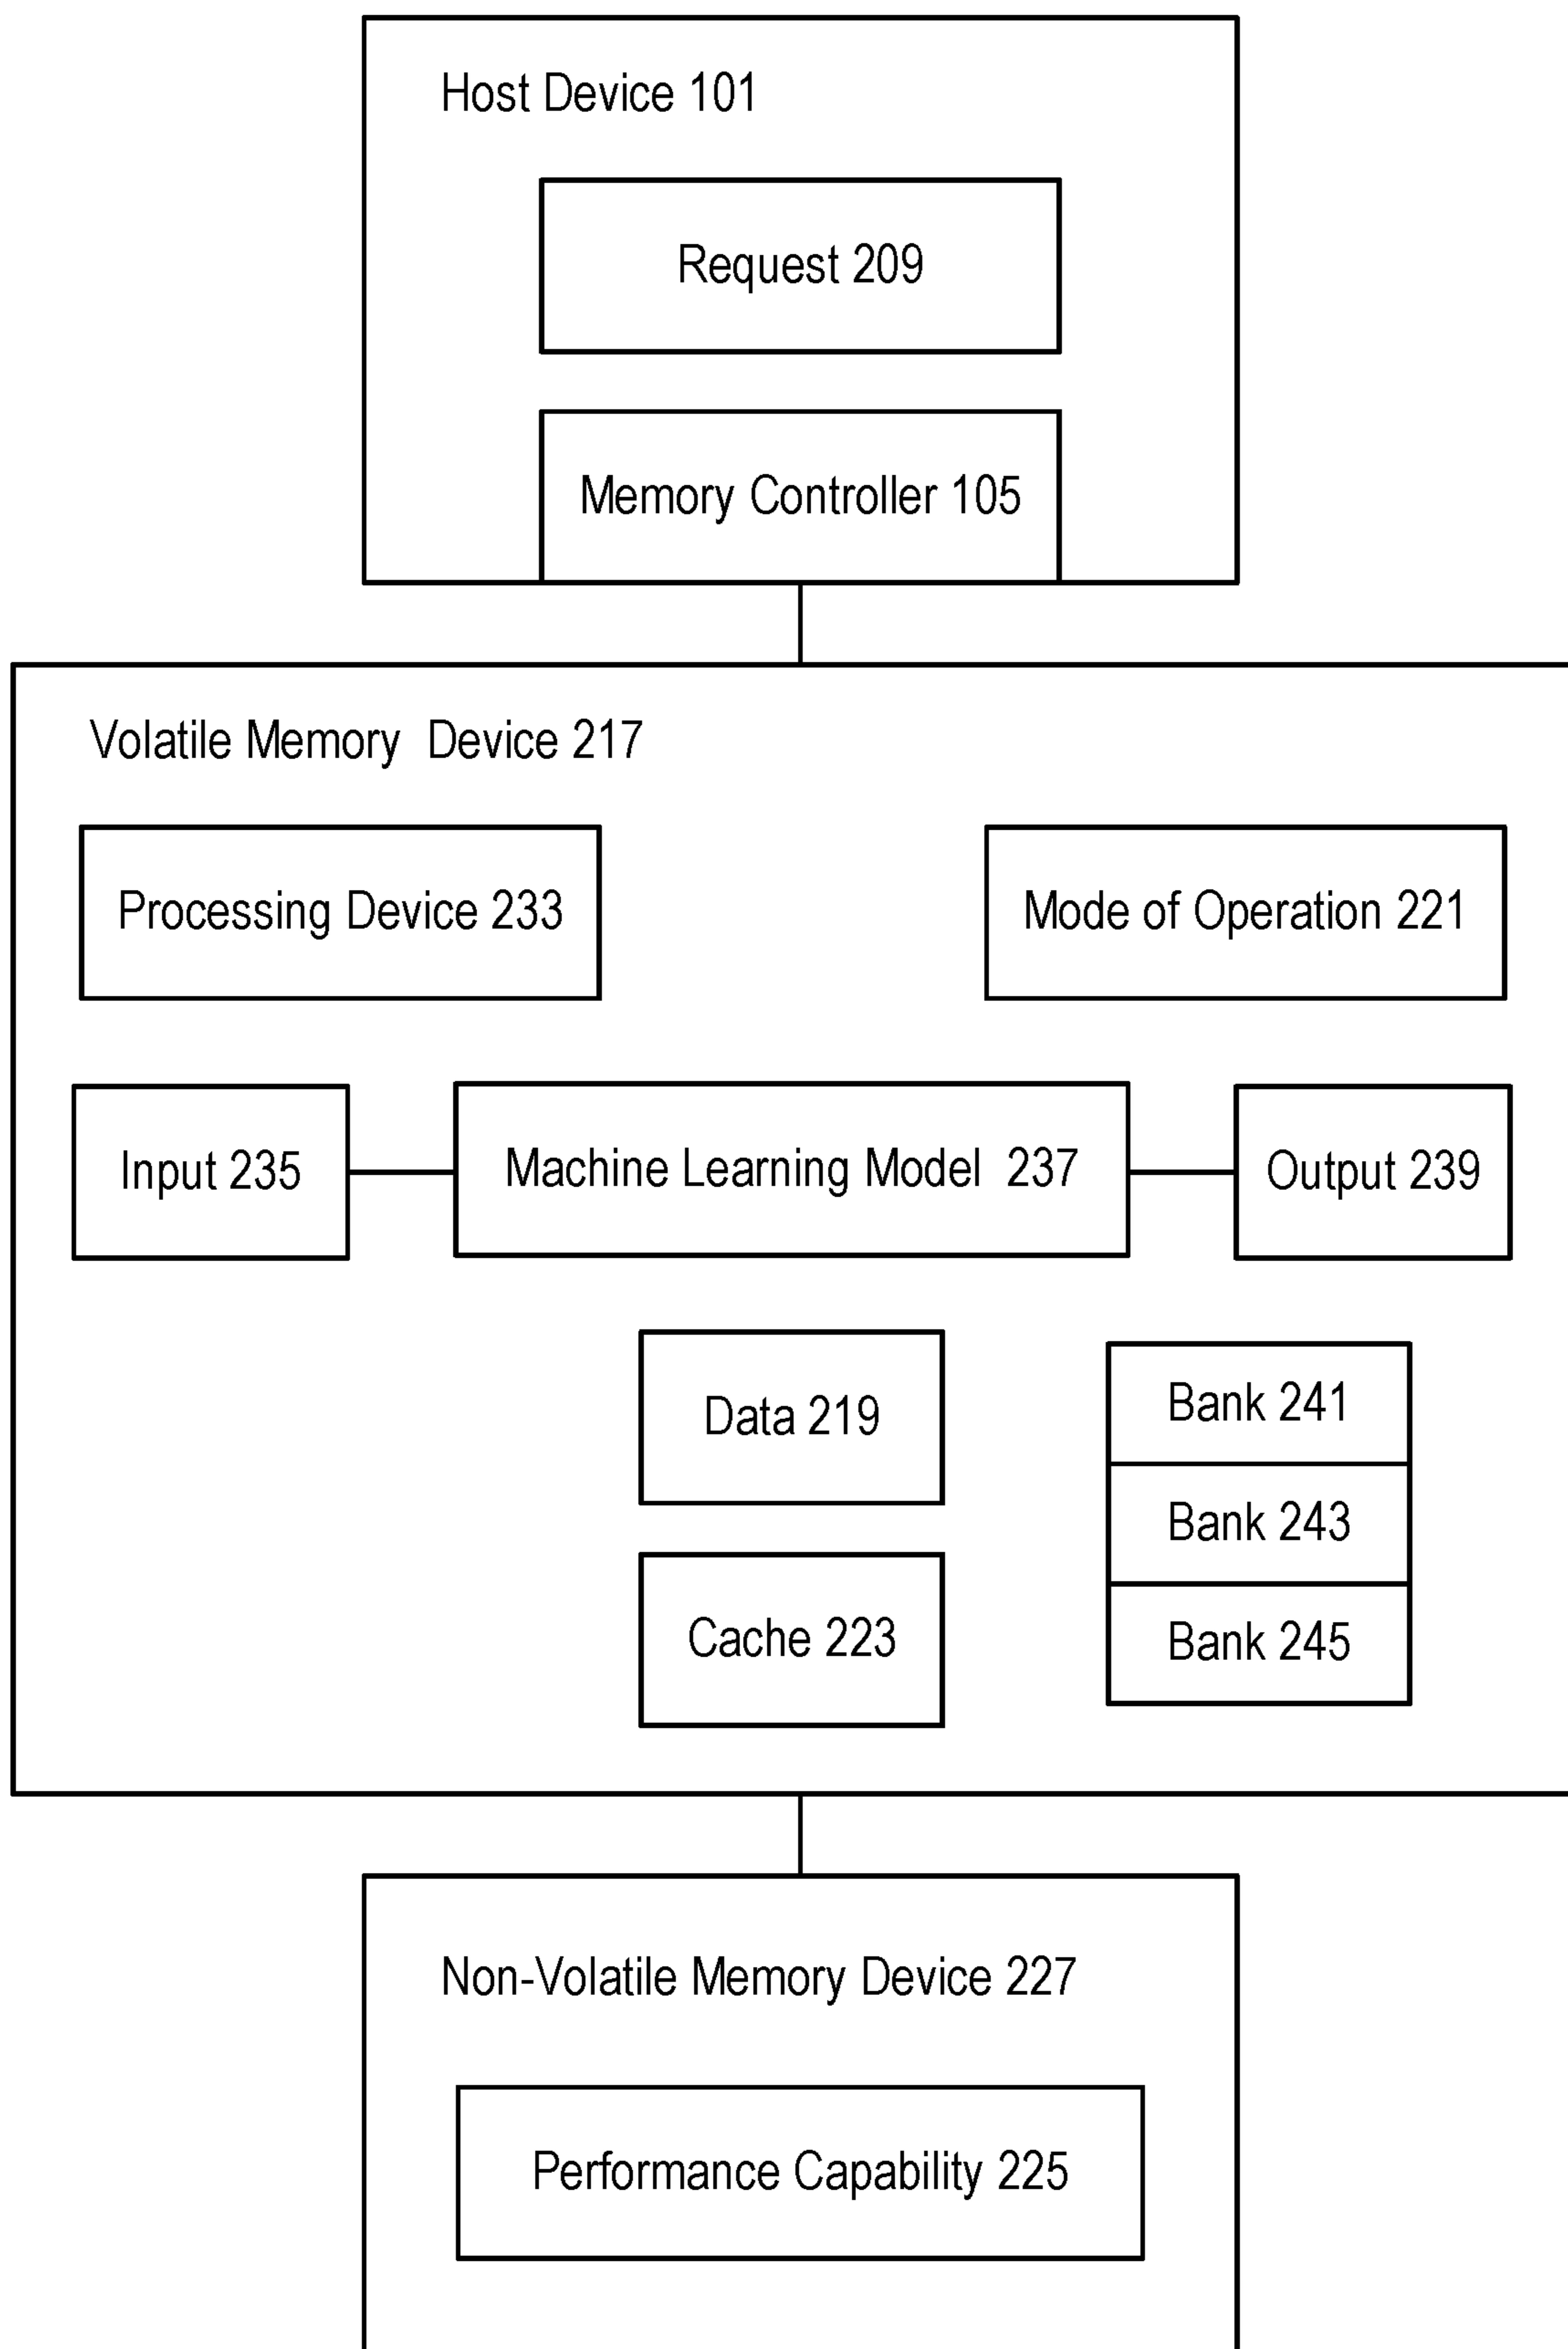 Host Device 101
Request 209
Memory Controller 105
Volatile Memory Device 217
Processing Device 233
Mode of Operation 221
Input 235
Machine Learning Model 237
Output 239
Data 219
Cache 223
Bank 241
Bank 243
Bank 245
Non-Volatile Memory Device 227
Performance Capability 225